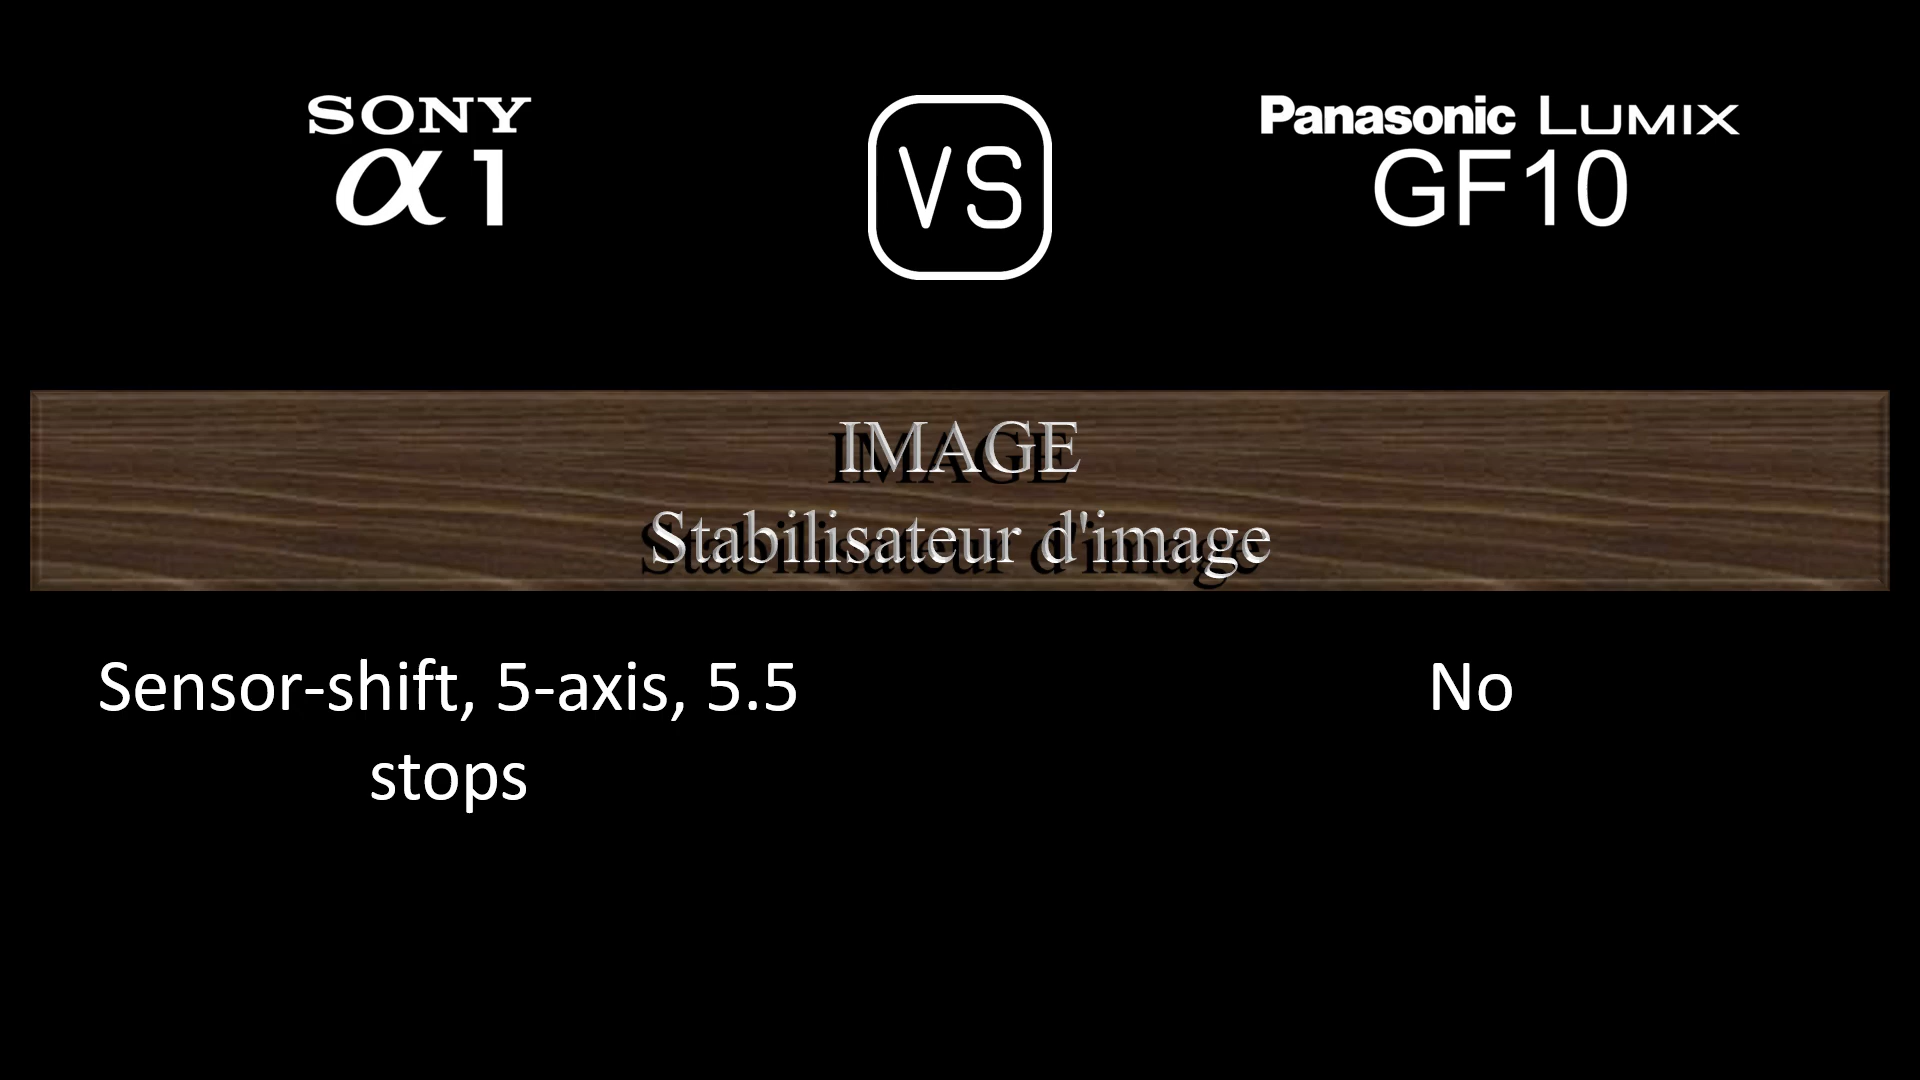 SONY
α1
VS
Panasonic LUMIX
GF10
IMAGE
Stabilisateur d'image
Sensor-shift, 5-axis, 5.5
stops
No